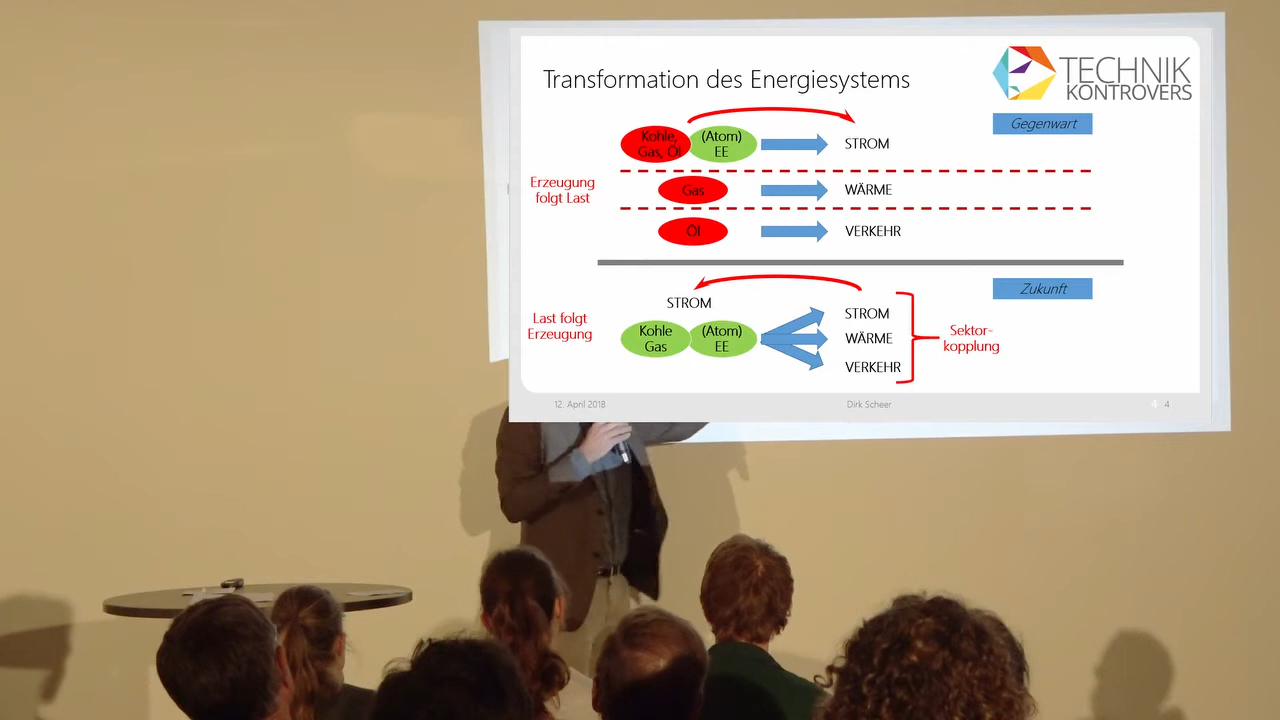 Transformation des Energiesystems
TECHNIK
KONTROVERS
Gegenwart
Kohle,
Gas, Öl
(Atom)
EE
STROM
Erzeugung
folgt Last
Gas
WÄRME
Öl
VERKEHR
Zukunft
STROM
Last folgt
Erzeugung
Kohle
Gas
(Atom)
EE
STROM
WÄRME
VERKEHR
Sektor-
kopplung
12. April 2018
Dirk Scheer
4
4